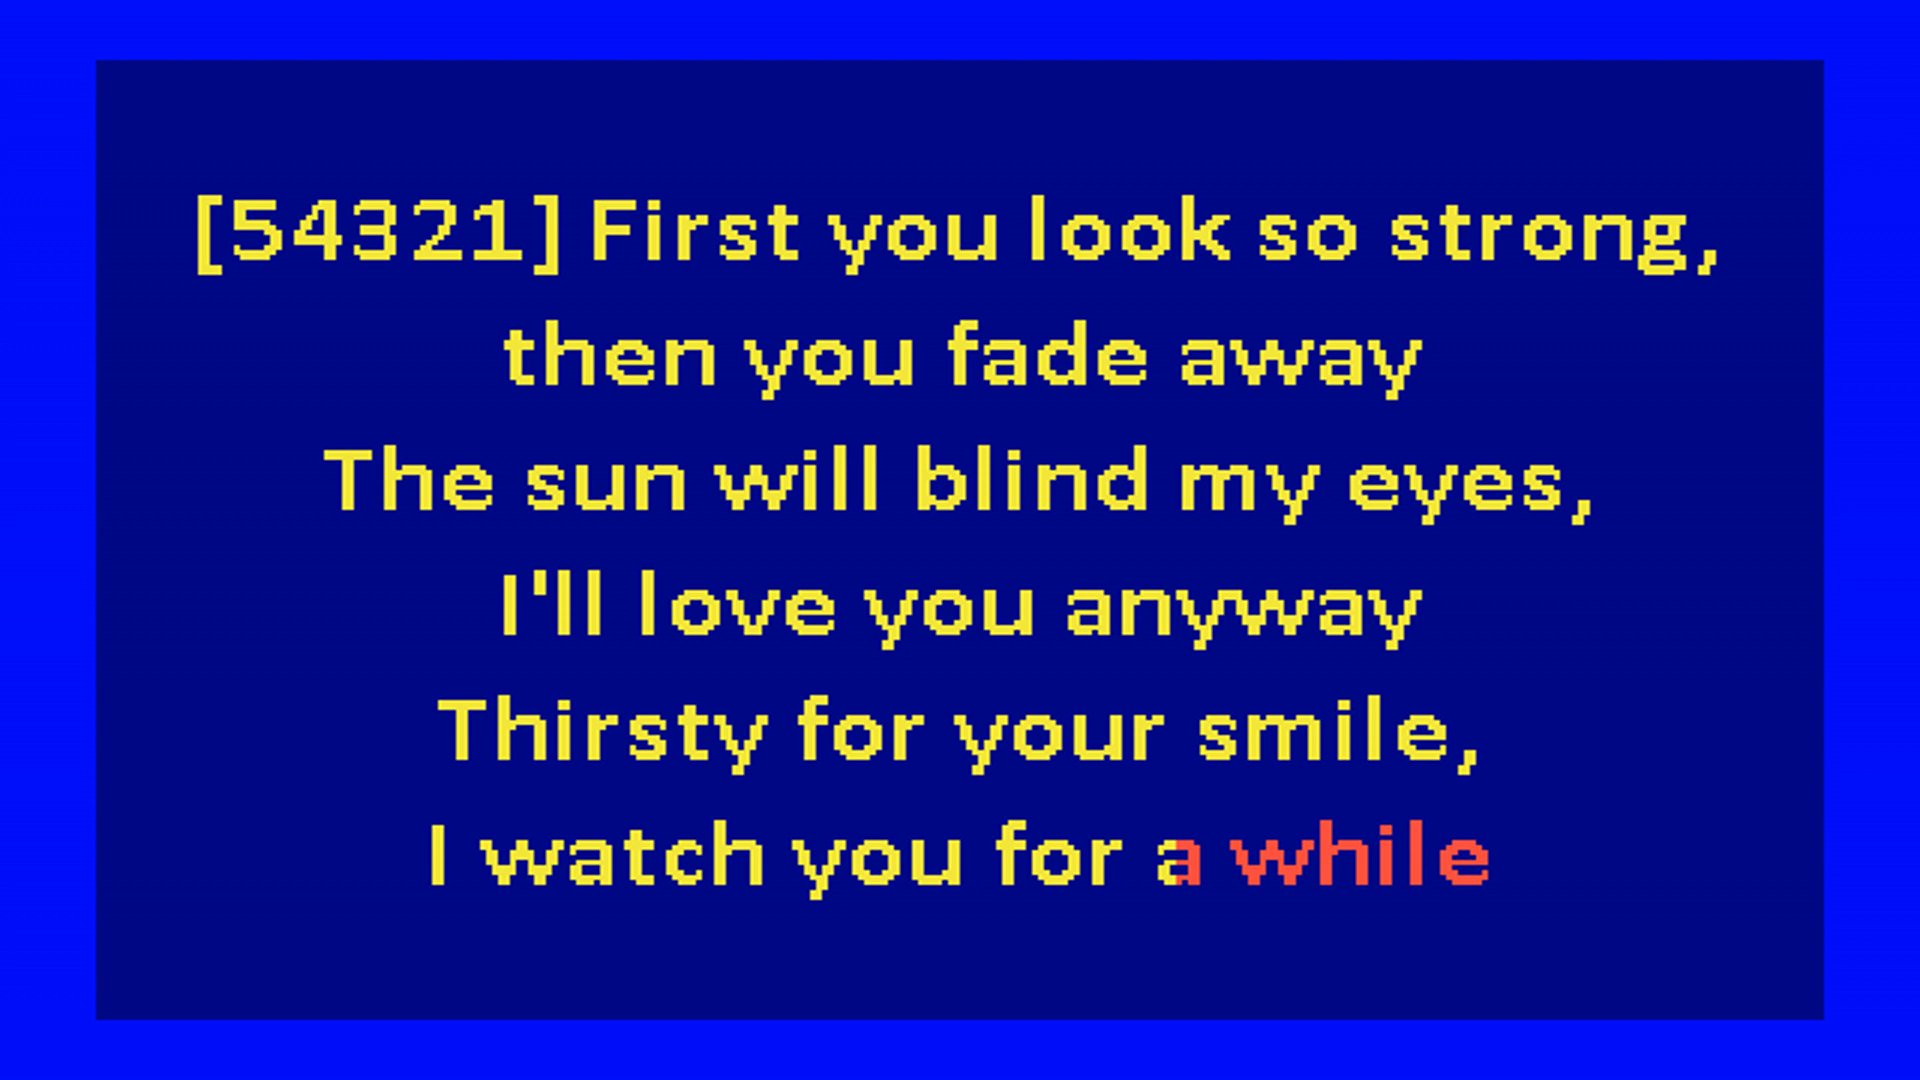 [54321] First you look so strong,
then you fade away
The sun will blind my eyes,
I'll love you anyway
Thirsty for your smile,
I watch you for a while